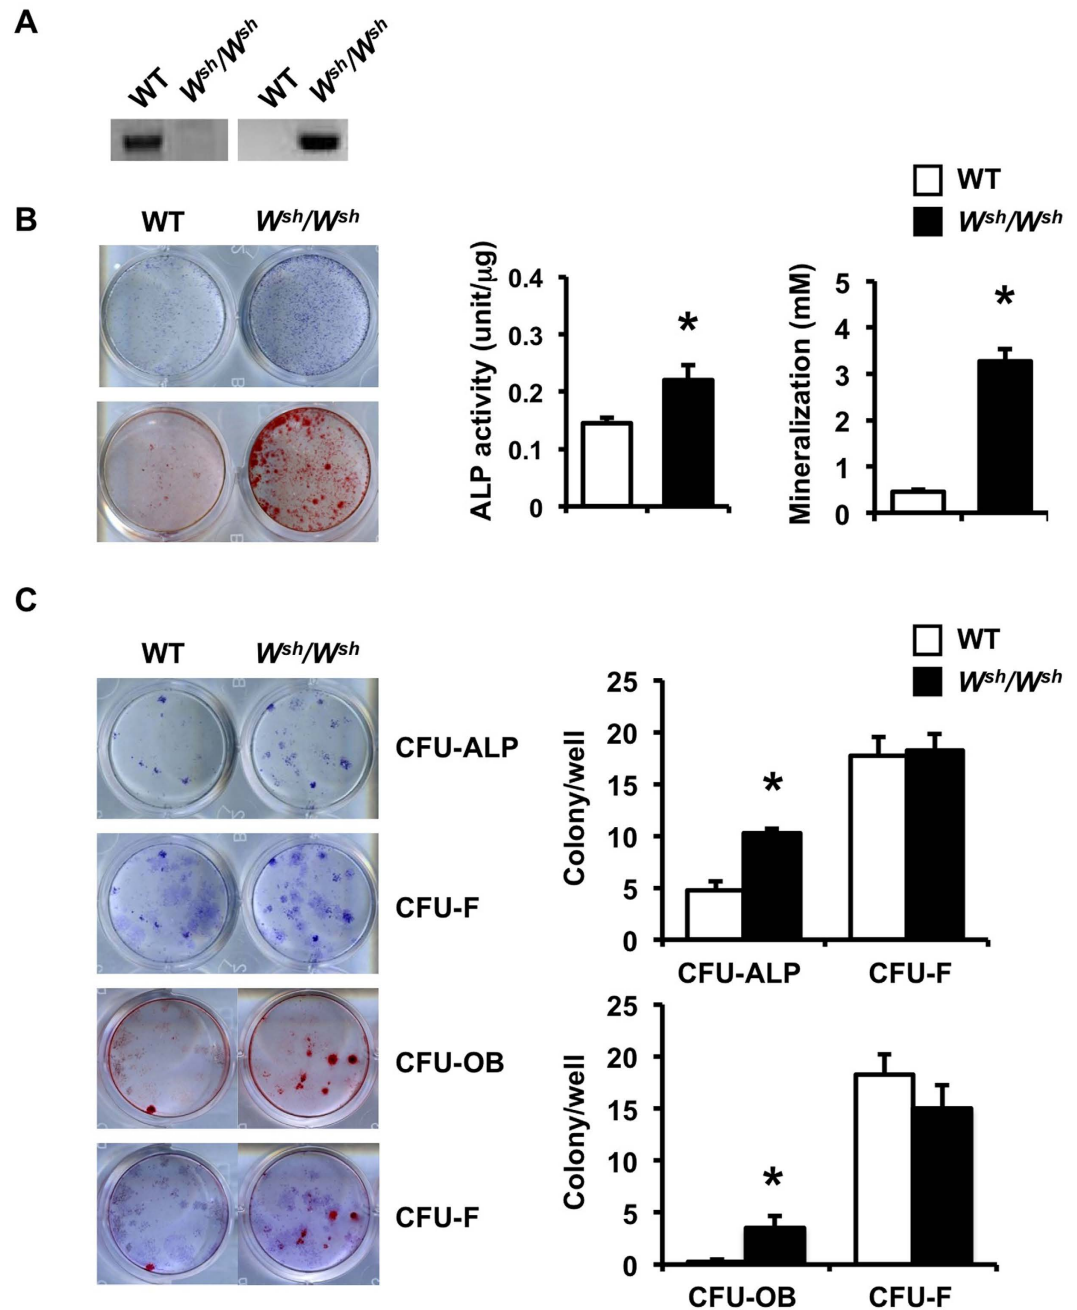 A
WT
Wsh/Wsh
WT
Wsh/Wsh
B
WT
Wsh/Wsh
WT
Wsh/Wsh
ALP activity (unit/μg)
0.4
0.3
0.2
0.1
0
*
Mineralization (mM)
5
4
3
2
1
0
*
C
WT
Wsh/Wsh
CFU-ALP
CFU-F
CFU-OB
CFU-F
WT
Wsh/Wsh
Colony/well
25
20
15
10
5
0
*
CFU-ALP
CFU-F
Colony/well
25
20
15
10
5
0
*
CFU-OB
CFU-F